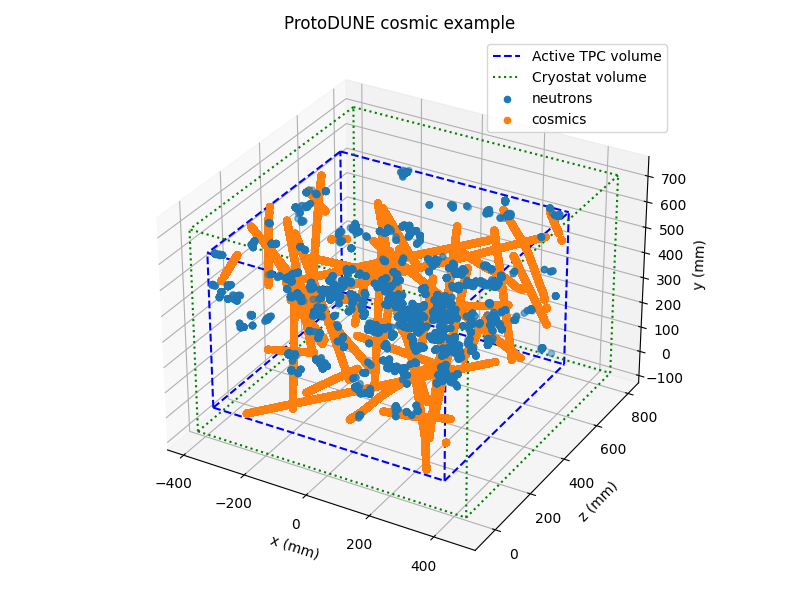 ProtoDUNE cosmic example
Active TPC volume
Cryostat volume
neutrons
cosmics
700
600
500
400
300
200
100
0
−100
y (mm)
800
600
400
200
0
z (mm)
−400
−200
0
200
400
x (mm)